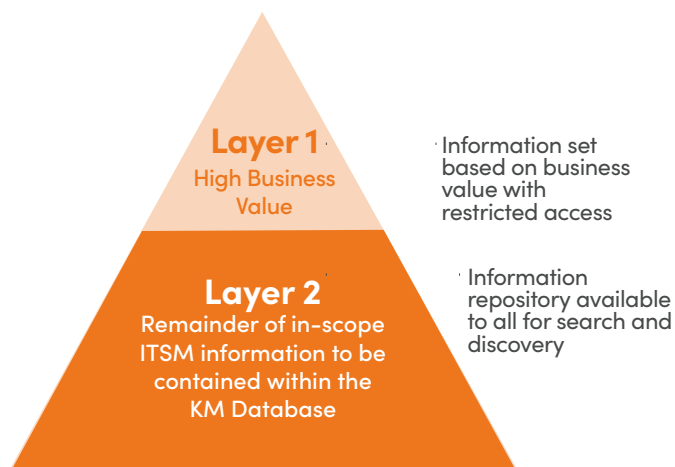 Layer 1
High Business
Value
Information set
based on business
value with
restricted access
Layer 2
Remainder of in-scope
ITSM information to be
contained within the
KM Database
Information
repository available
to all for search and
discovery